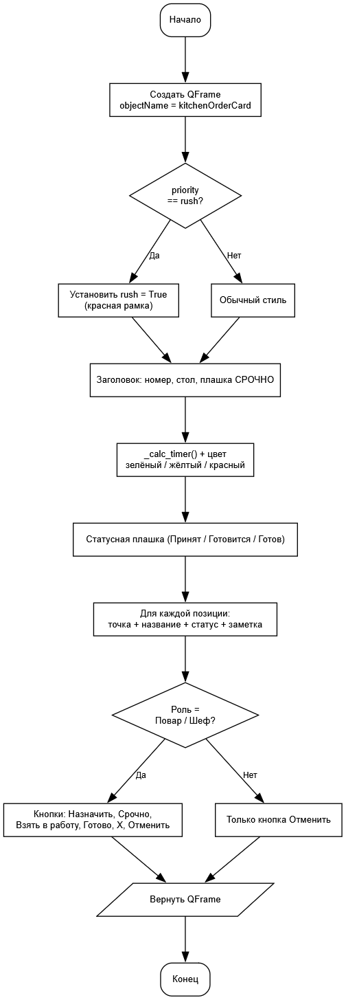 Начало
Создать QFrame
objectName = kitchenOrderCard
priority
== rush?
Да
Нет
Установить rush = True
(красная рамка)
Обычный стиль
Заголовок: номер, стол, плашка СРОЧНО
_calc_timer() + цвет
зелёный / жёлтый / красный
Статусная плашка (Принят / Готовится / Готов)
Для каждой позиции:
точка + название + статус + заметка
Роль =
Повар / Шеф?
Да
Нет
Кнопки: Назначить, Срочно,
Взять в работу, Готово, X, Отменить
Только кнопка Отменить
Вернуть QFrame
Конец